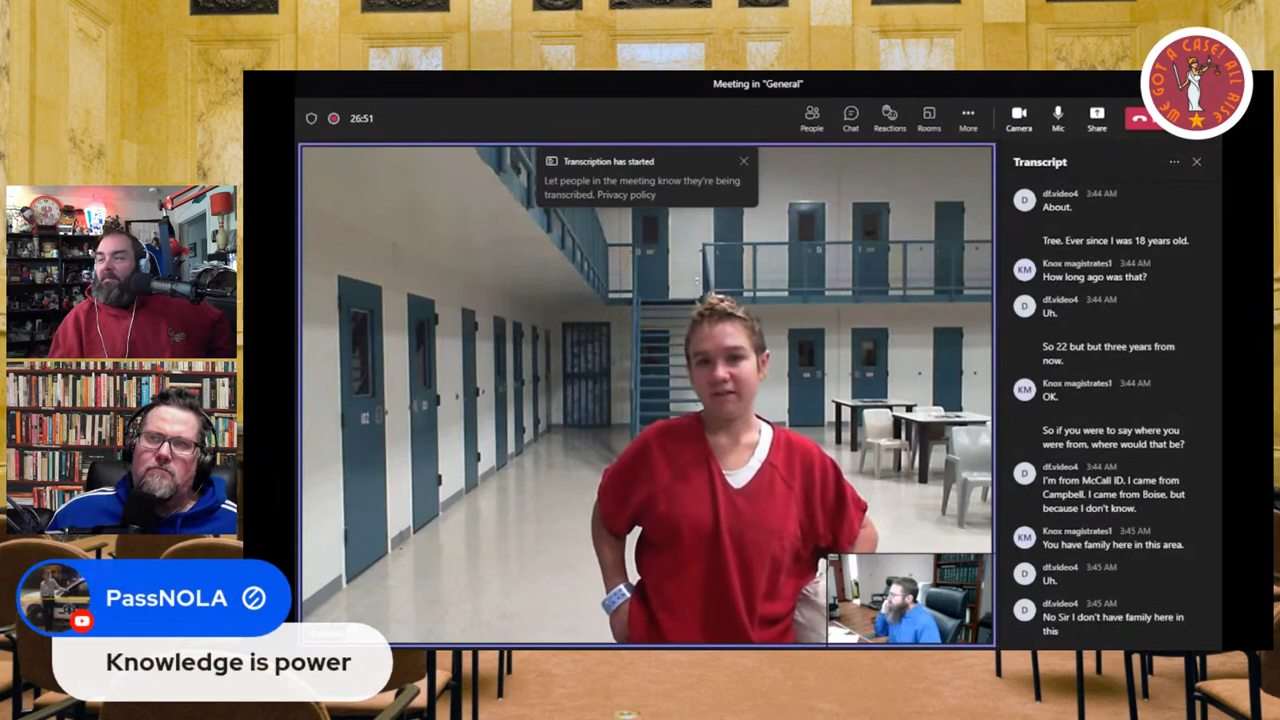 Meeting in "General"
WE GOT A CASE! ALL RISE
26:51
People
Chat
Reactions
Rooms
More
Camera
Mic
Share
Transcription has started
Let people in the meeting know they're being
transcribed. Privacy policy
Transcript
df.video4 3:44 AM
D
About.
Tree. Ever since I was 18 years old.
Knox magistrates1 3:44 AM
KM
How long ago was that?
df.video4 3:44 AM
D
Uh.
So 22 but but three years from
now.
Knox magistrates1 3:44 AM
KM
OK.
So if you were to say where you
were from, where would that be?
df.video4 3:44 AM
D
I'm from McCall ID. I came from
Campbell. I came from Boise, but
because I don't know.
Knox magistrates1 3:45 AM
KM
You have family here in this area.
df.video4 3:45 AM
D
Uh.
df.video4 3:45 AM
D
No Sir I don't have family here in
this
PassNOLA
Knowledge is power